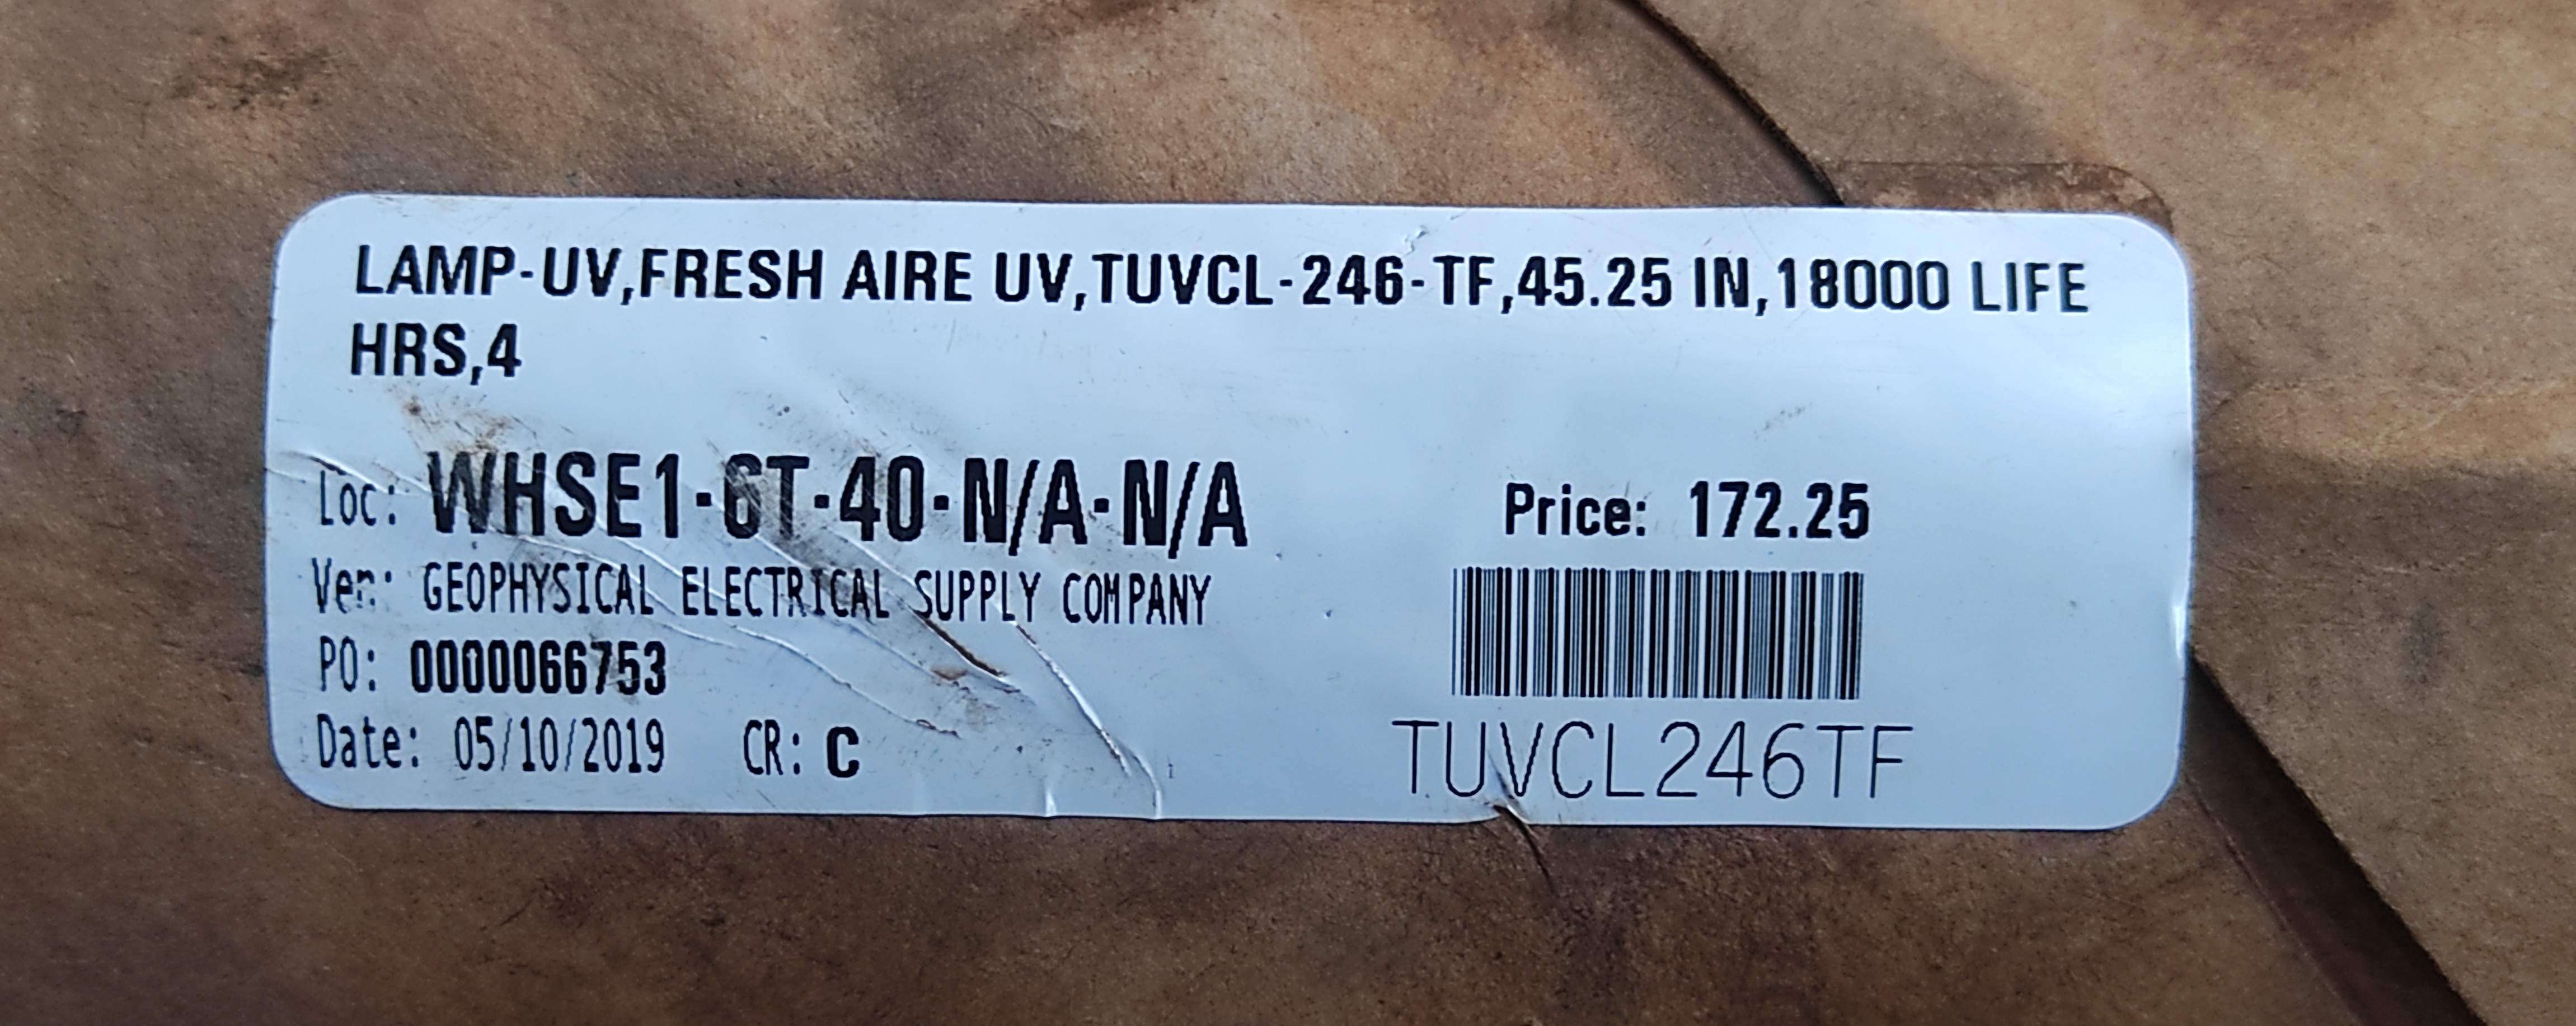 LAMP-UV,FRESH AIRE UV,TUVCL-246-TF,45.25 IN,18000 LIFE
HRS,4
Loc: WHSE1-6T-40-N/A-N/A
Price: 172.25
Ven: GEOPHYSICAL ELECTRICAL SUPPLY COMPANY
PO: 0000066753
Date: 05/10/2019 CR: C
TUVCL246TF